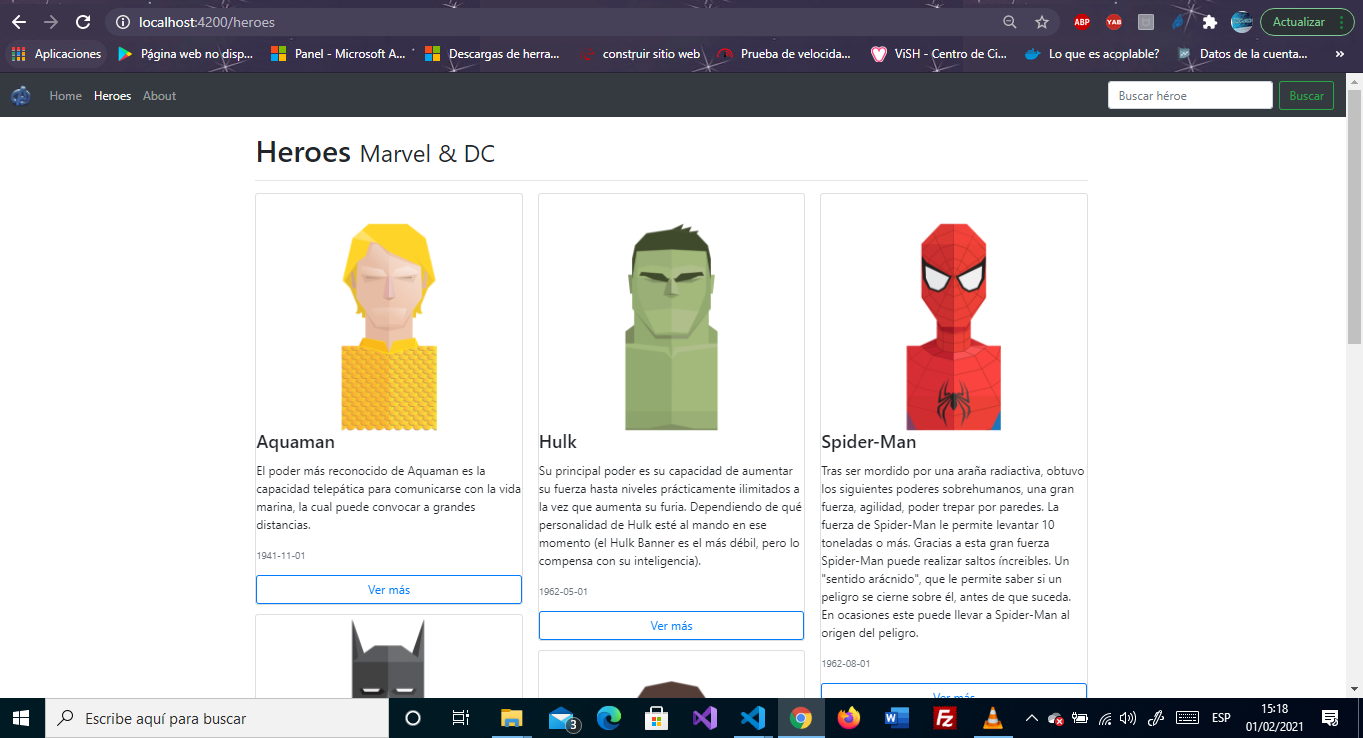 localhost:4200/heroes
ABP
YAB
Actualizar
Aplicaciones
Página web no disp...
Panel - Microsoft A...
Descargas de herra...
construir sitio web
Prueba de velocida...
ViSH - Centro de Ci...
Lo que es acoplable?
Datos de la cuenta...
»
Home Heroes About
Buscar héroe
Buscar
Heroes Marvel & DC
Aquaman
El poder más reconocido de Aquaman es la
capacidad telepática para comunicarse con la vida
marina, la cual puede convocar a grandes
distancias.
1941-11-01
Ver más
Hulk
Su principal poder es su capacidad de aumentar
su fuerza hasta niveles prácticamente ilimitados a
la vez que aumenta su furia. Dependiendo de qué
personalidad de Hulk esté al mando en ese
momento (el Hulk Banner es el más débil, pero lo
compensa con su inteligencia).
1962-05-01
Ver más
Spider-Man
Tras ser mordido por una araña radiactiva, obtuvo
los siguientes poderes sobrehumanos, una gran
fuerza, agilidad, poder trepar por paredes. La
fuerza de Spider-Man le permite levantar 10
toneladas o más. Gracias a esta gran fuerza
Spider-Man puede realizar saltos íncreibles. Un
"sentido arácnido", que le permite saber si un
peligro se cierne sobre él, antes de que suceda.
En ocasiones este puede llevar a Spider-Man al
origen del peligro.
1962-08-01
Ver más
Escribe aquí para buscar
3
W
Fz
ESP
15:18
01/02/2021